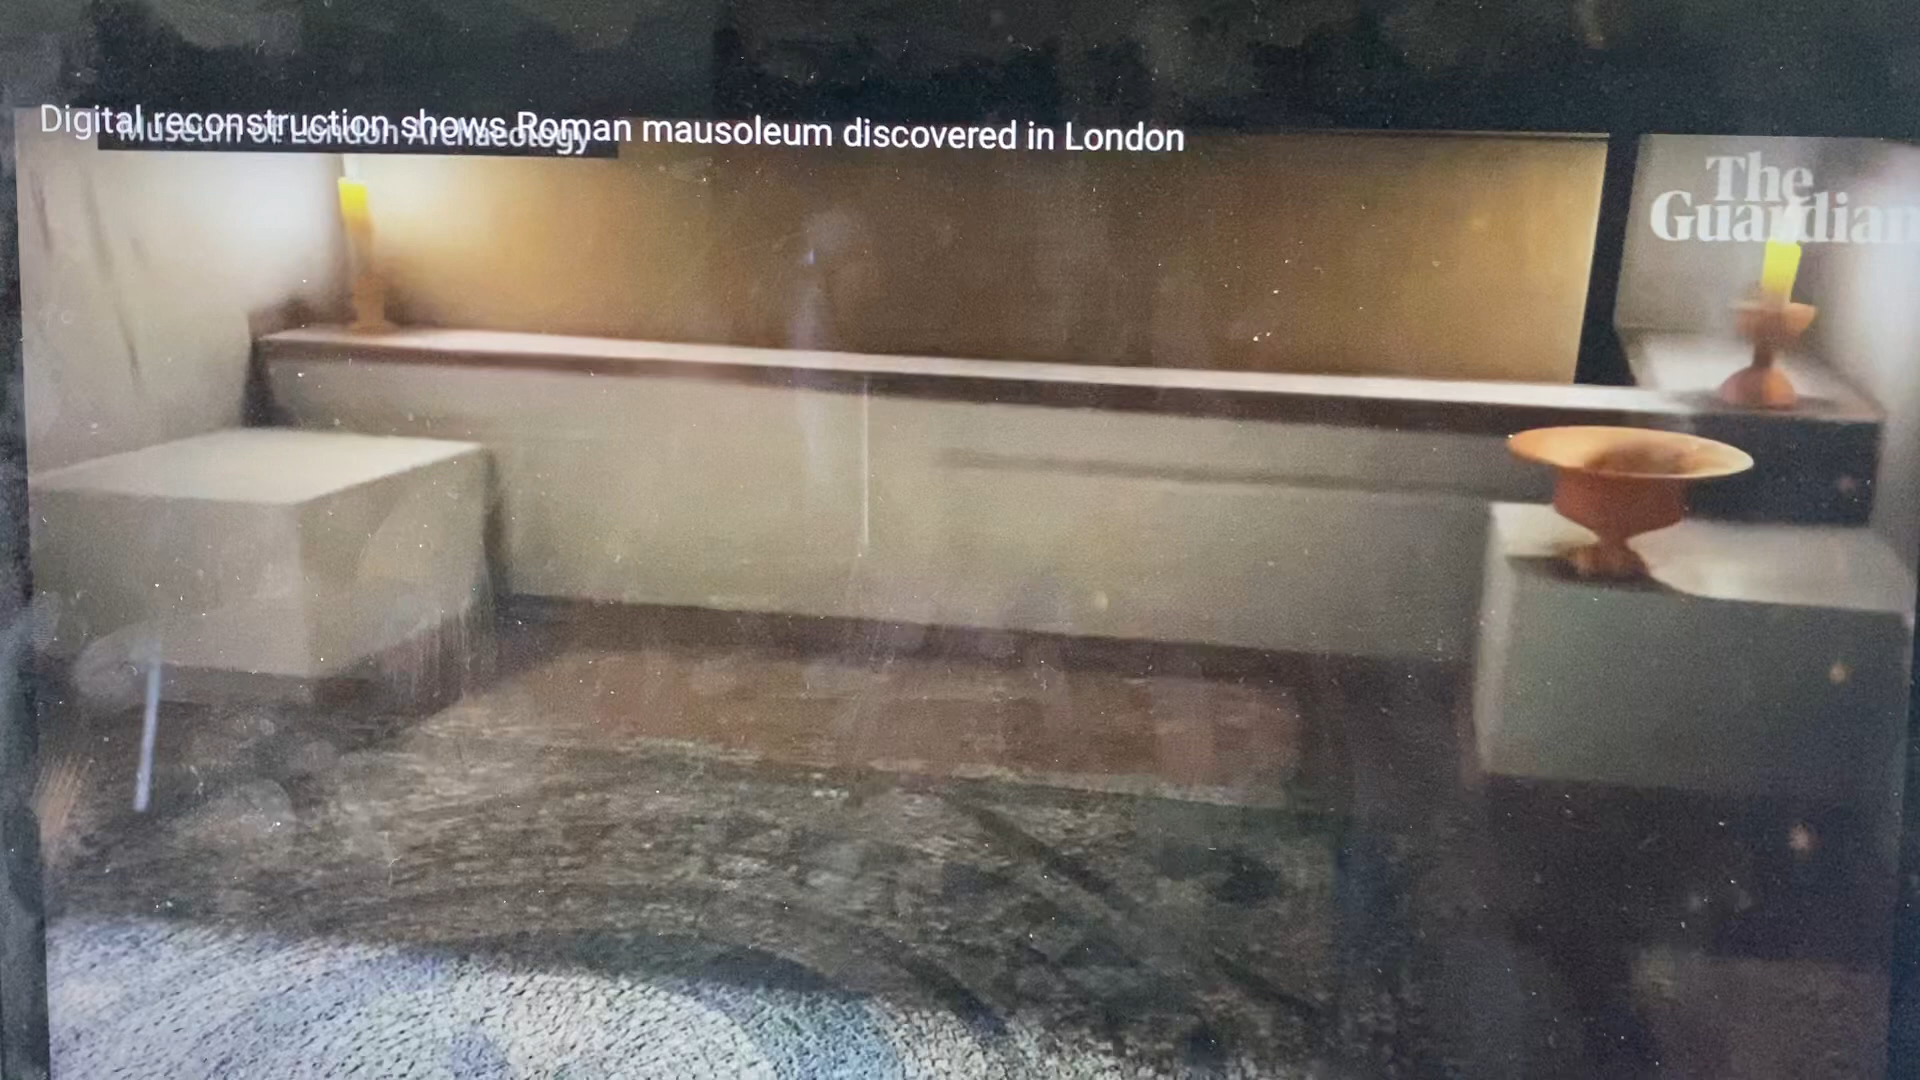 Digital reconstruction shows Roman mausoleum discovered in London
Museum of London Archaeology
The
Guardian